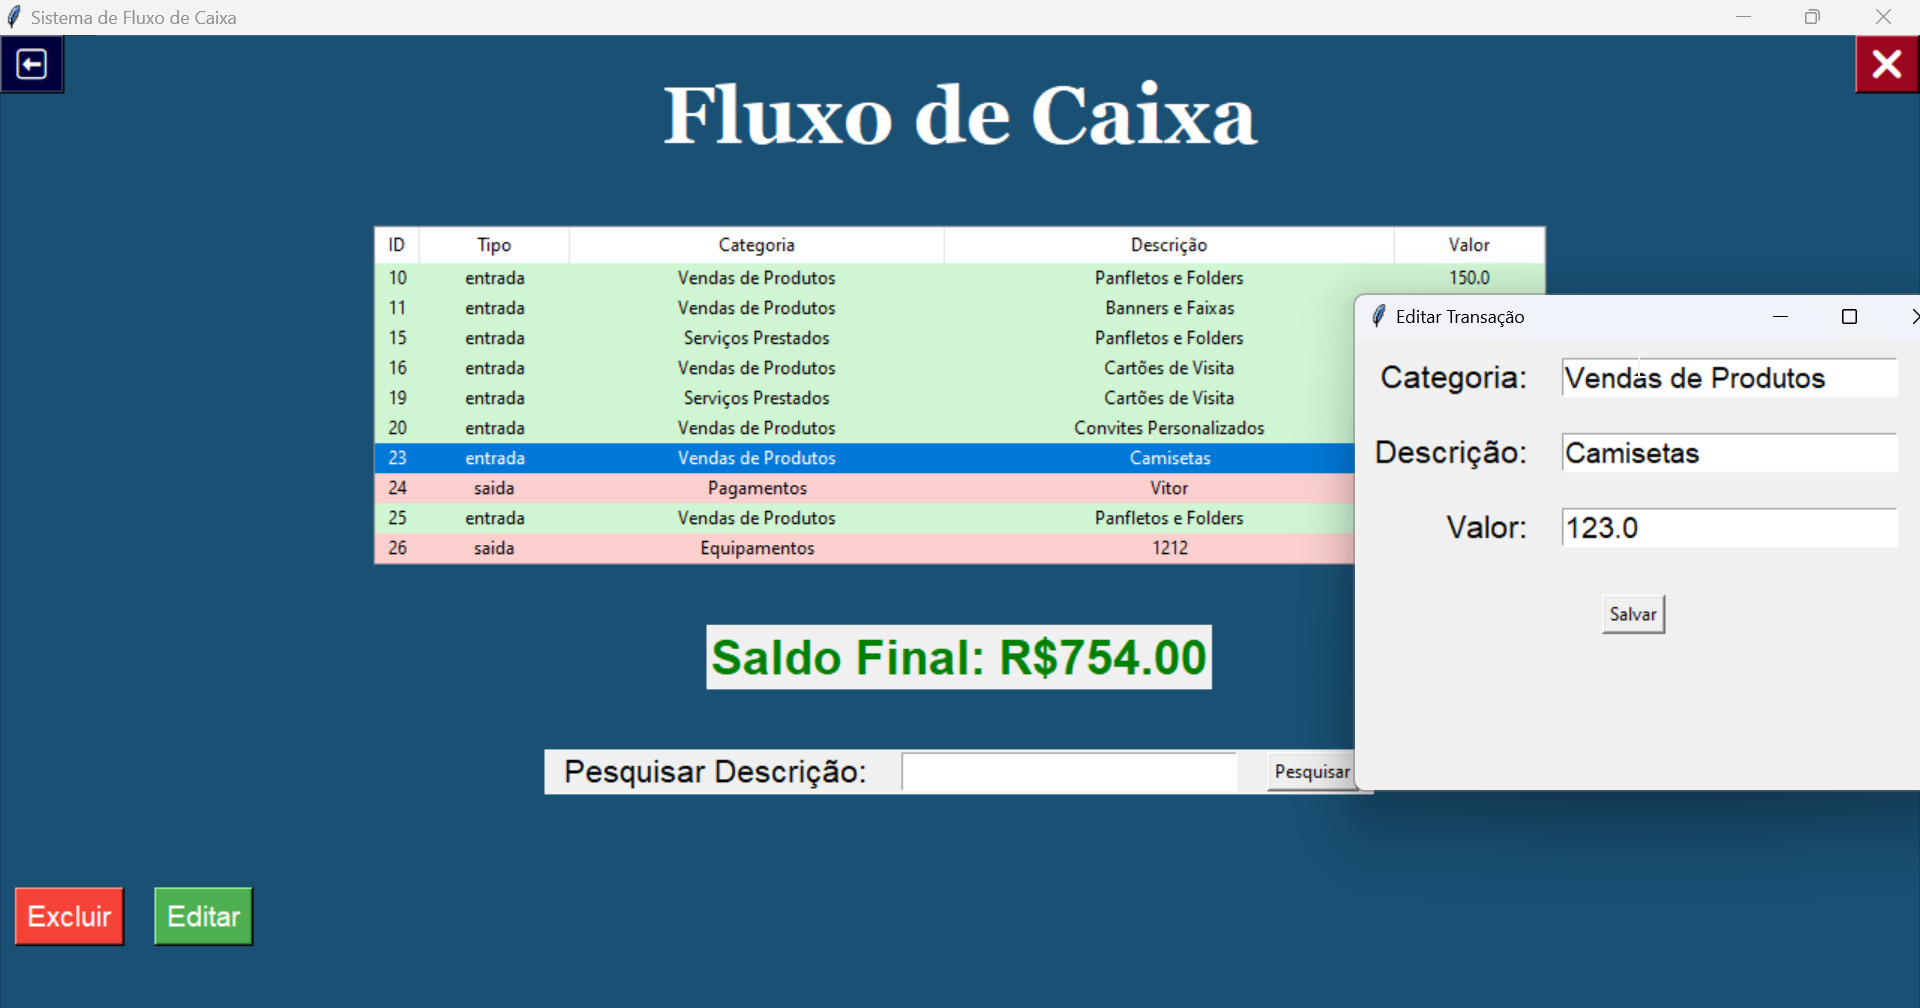 Sistema de Fluxo de Caixa
Fluxo de Caixa
ID Tipo Categoria Descrição Valor
10 entrada Vendas de Produtos Panfletos e Folders 150.0
11 entrada Vendas de Produtos Banners e Faixas
15 entrada Serviços Prestados Panfletos e Folders
16 entrada Vendas de Produtos Cartões de Visita
19 entrada Serviços Prestados Cartões de Visita
20 entrada Vendas de Produtos Convites Personalizados
23 entrada Vendas de Produtos Camisetas
24 saida Pagamentos Vitor
25 entrada Vendas de Produtos Panfletos e Folders
26 saida Equipamentos 1212
Editar Transação
Categoria: Vendas de Produtos
Descrição: Camisetas
Valor: 123.0
Salvar
Saldo Final: R$754.00
Pesquisar Descrição: Pesquisar
Excluir Editar